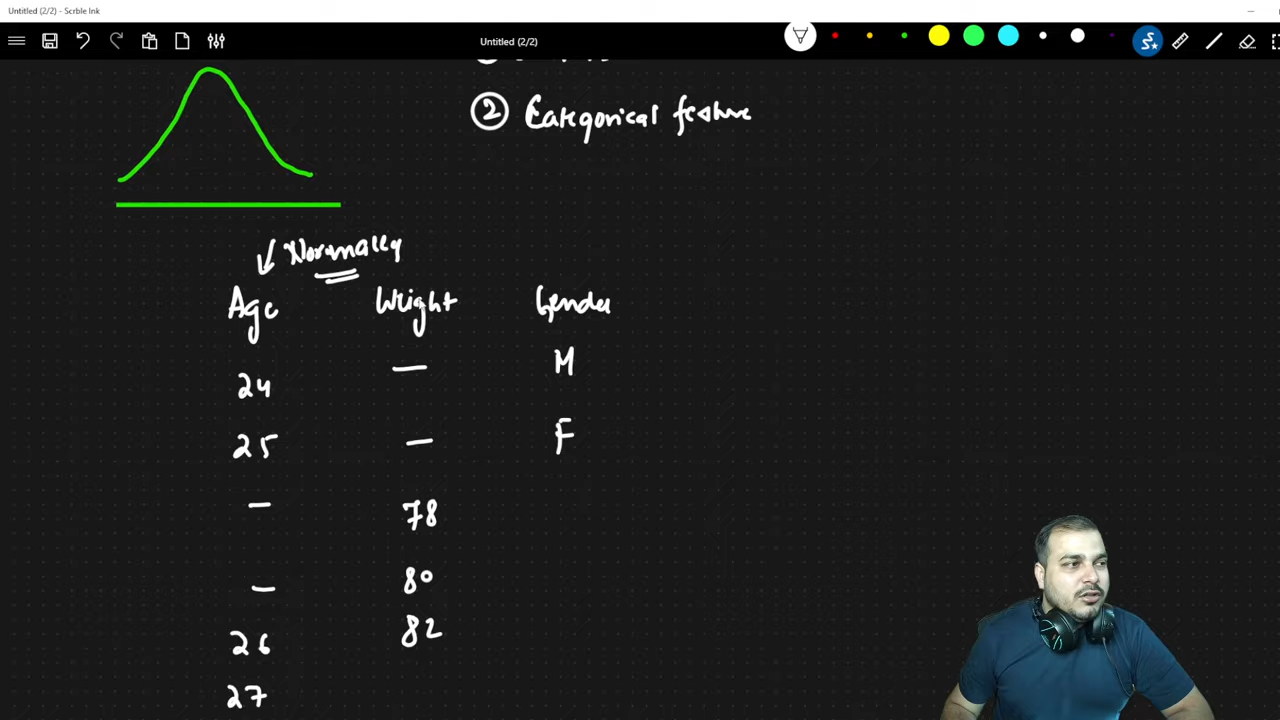 Untitled (2/2) - Scrble Ink
Untitled (2/2)
② Categorical feature
Normally
Age Weight Gender
24 — M
25 — F
— 78
— 80
26 82
27